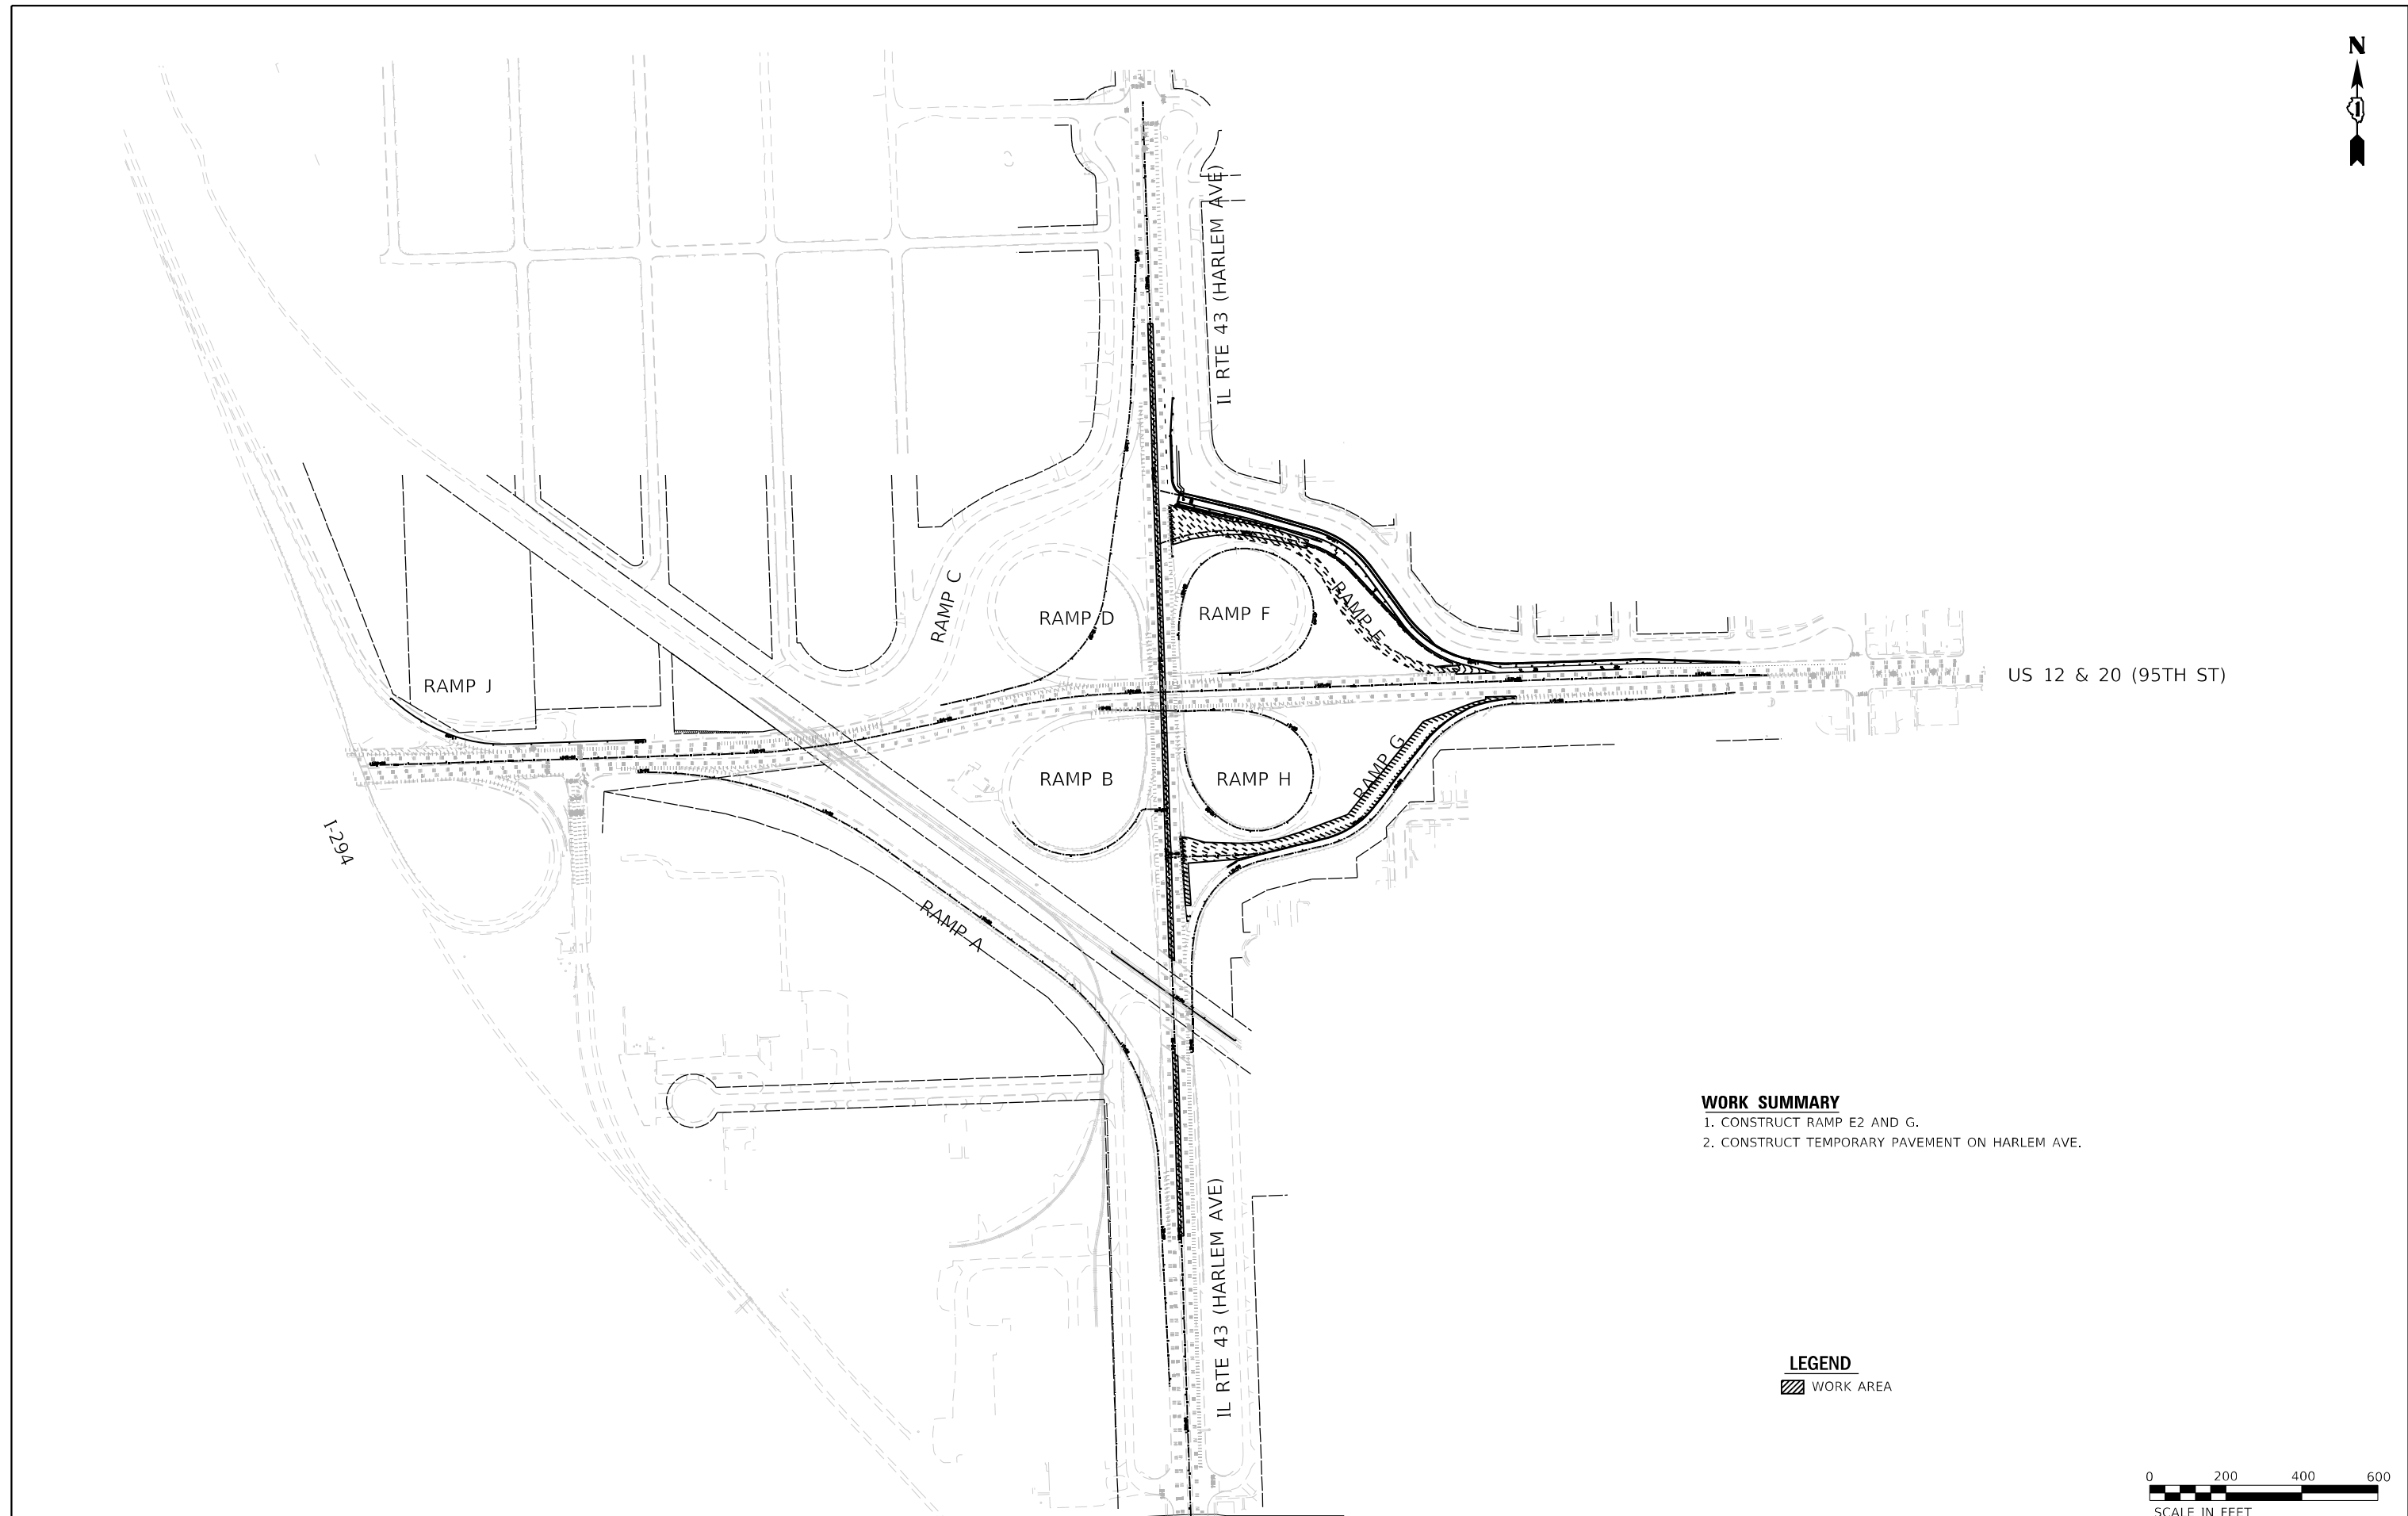 N
IL RTE 43 (HARLEM AVE)
RAMP C
RAMP D
RAMP F
RAMP E
RAMP J
US 12 & 20 (95TH ST)
RAMP B
RAMP H
RAMP G
I-294
RAMP A
WORK SUMMARY
1. CONSTRUCT RAMP E2 AND G.
2. CONSTRUCT TEMPORARY PAVEMENT ON HARLEM AVE.
IL RTE 43 (HARLEM AVE)
LEGEND
WORK AREA
0 200 400 600
SCALE IN FEET